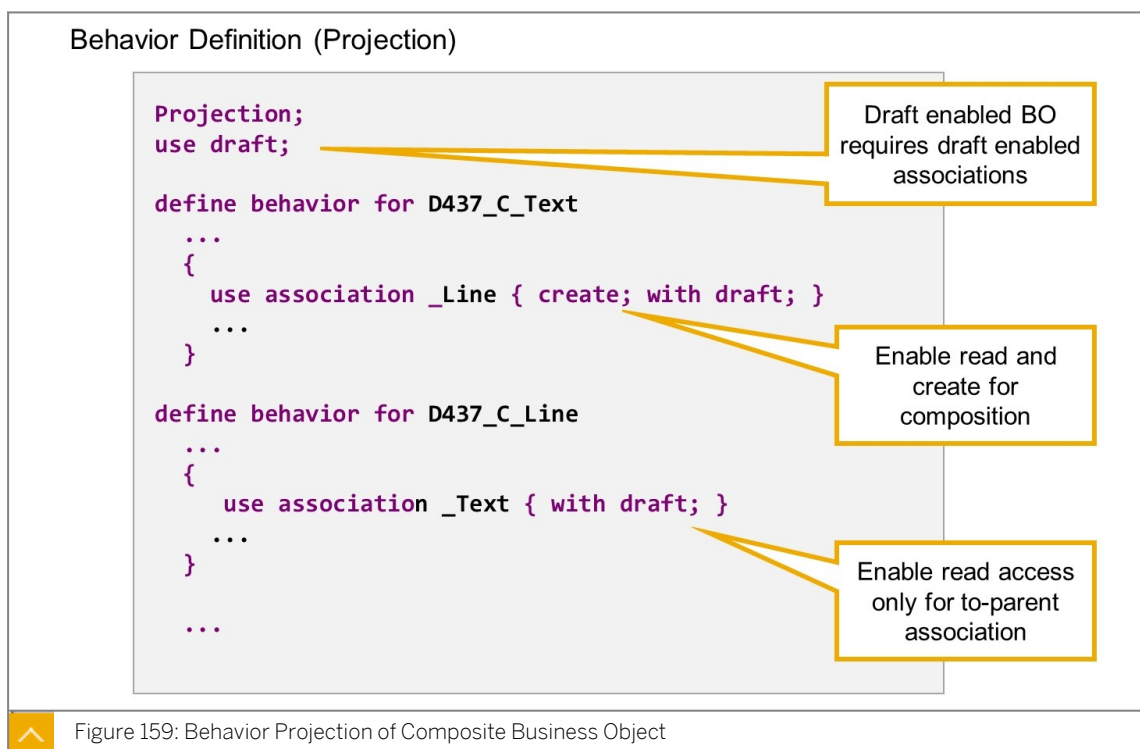 Behavior Definition (Projection)
Projection;
use draft;
define behavior for D437_C_Text
...
{
use association _Line { create; with draft; }
...
}
define behavior for D437_C_Line
...
{
use association _Text { with draft; }
...
}
...
Draft enabled BO
requires draft enabled
associations
Enable read and
create for
composition
Enable read access
only for to-parent
association
Figure 159: Behavior Projection of Composite Business Object